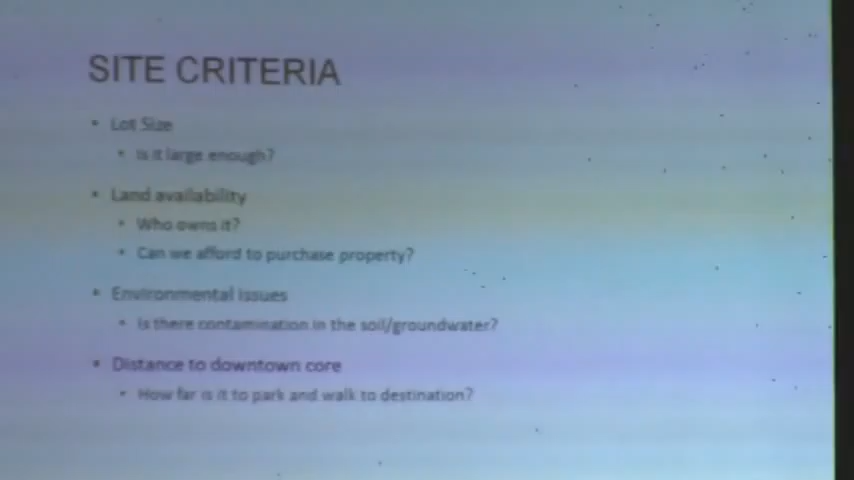 SITE CRITERIA
• Lot Size
• Is it large enough?
• Land availability
• Who owns it?
• Can we afford to purchase property?
• Environmental issues
• Is there contamination in the soil/groundwater?
• Distance to downtown core
• How far is it to park and walk to destination?